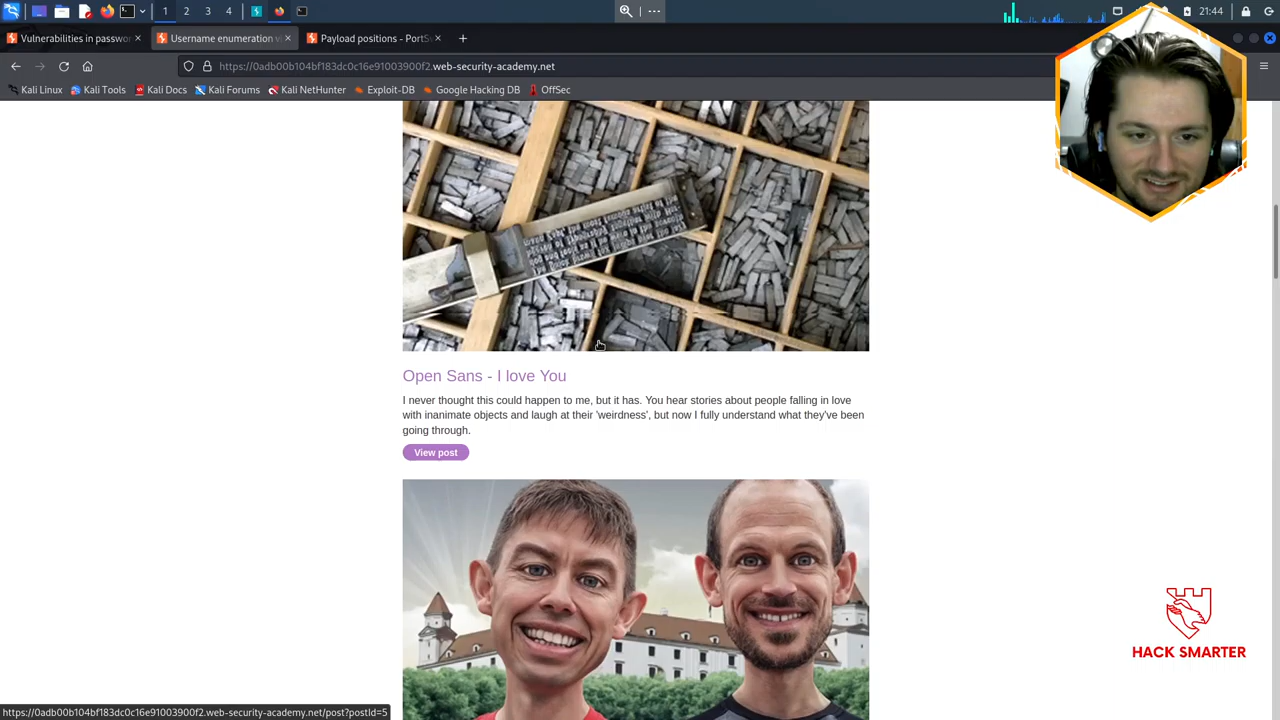 21:44
Vulnerabilities in passwo
Username enumeration v
Payload positions - PortS
https://0adb00b104bf183dc0c16e91003900f2.web-security-academy.net
Kali Linux
Kali Tools
Kali Docs
Kali Forums
Kali NetHunter
Exploit-DB
Google Hacking DB
OffSec
1
2
3
4
1
Open Sans - I love You
I never thought this could happen to me, but it has. You hear stories about people falling in love
with inanimate objects and laugh at their 'weirdness', but now I fully understand what they've been
going through.
View post
HACK SMARTER
https://0adb00b104bf183dc0c16e91003900f2.web-security-academy.net/post?postId=5